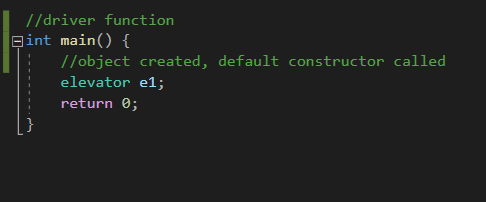 //driver function
int main() {
//object created, default constructor called
elevator e1;
return 0;
}